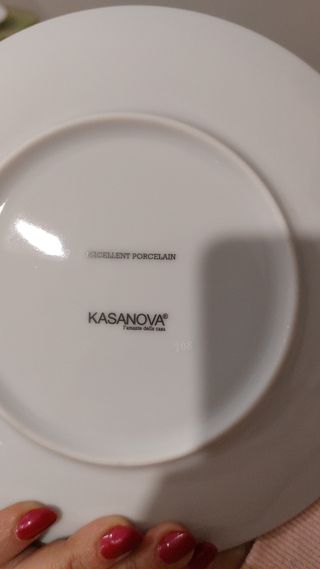 EXCELLENT PORCELAIN
KASANOVA®
l'amante della casa